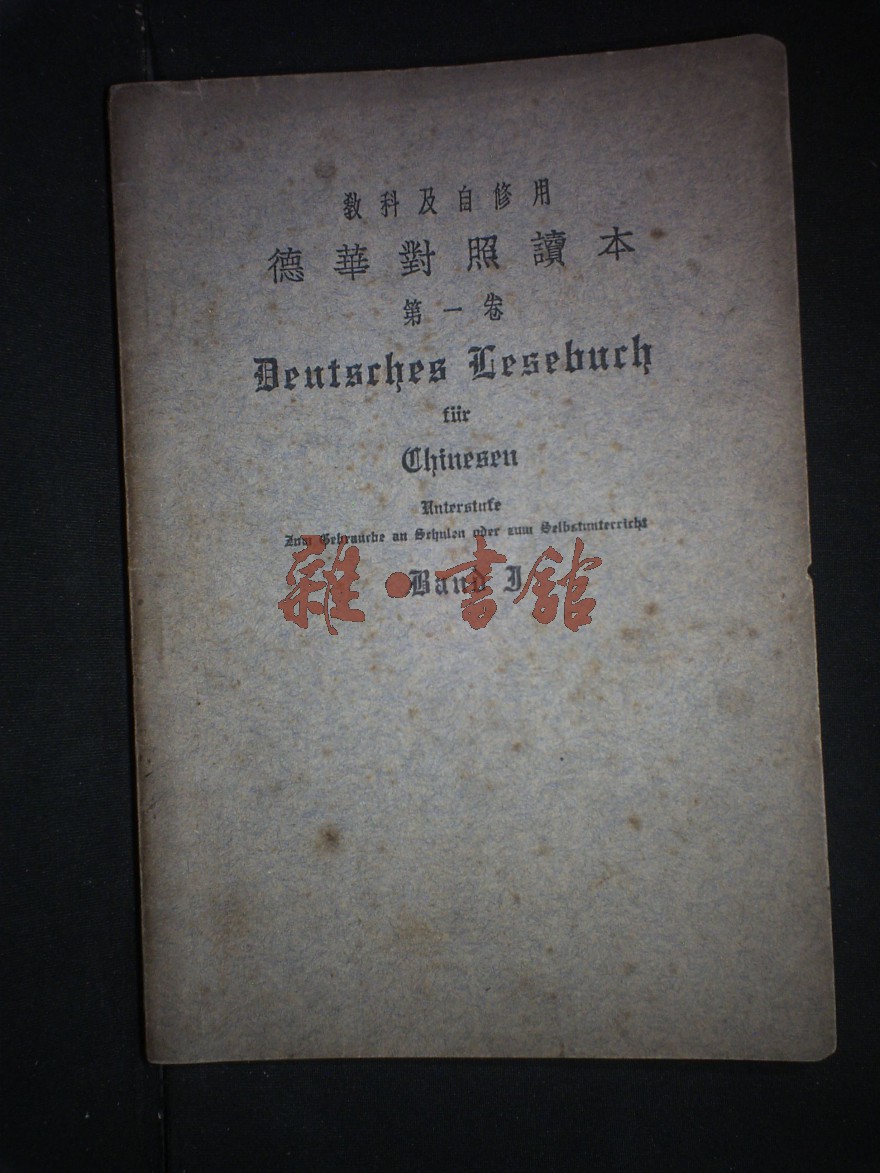 教科及自修用
德華對照讀本
第一卷
Deutsches Lesebuch
für
Chinesen
Unterstufe
Zum Gebrauche an Schulen oder zum Selbstunterricht
Band I
雜·書館